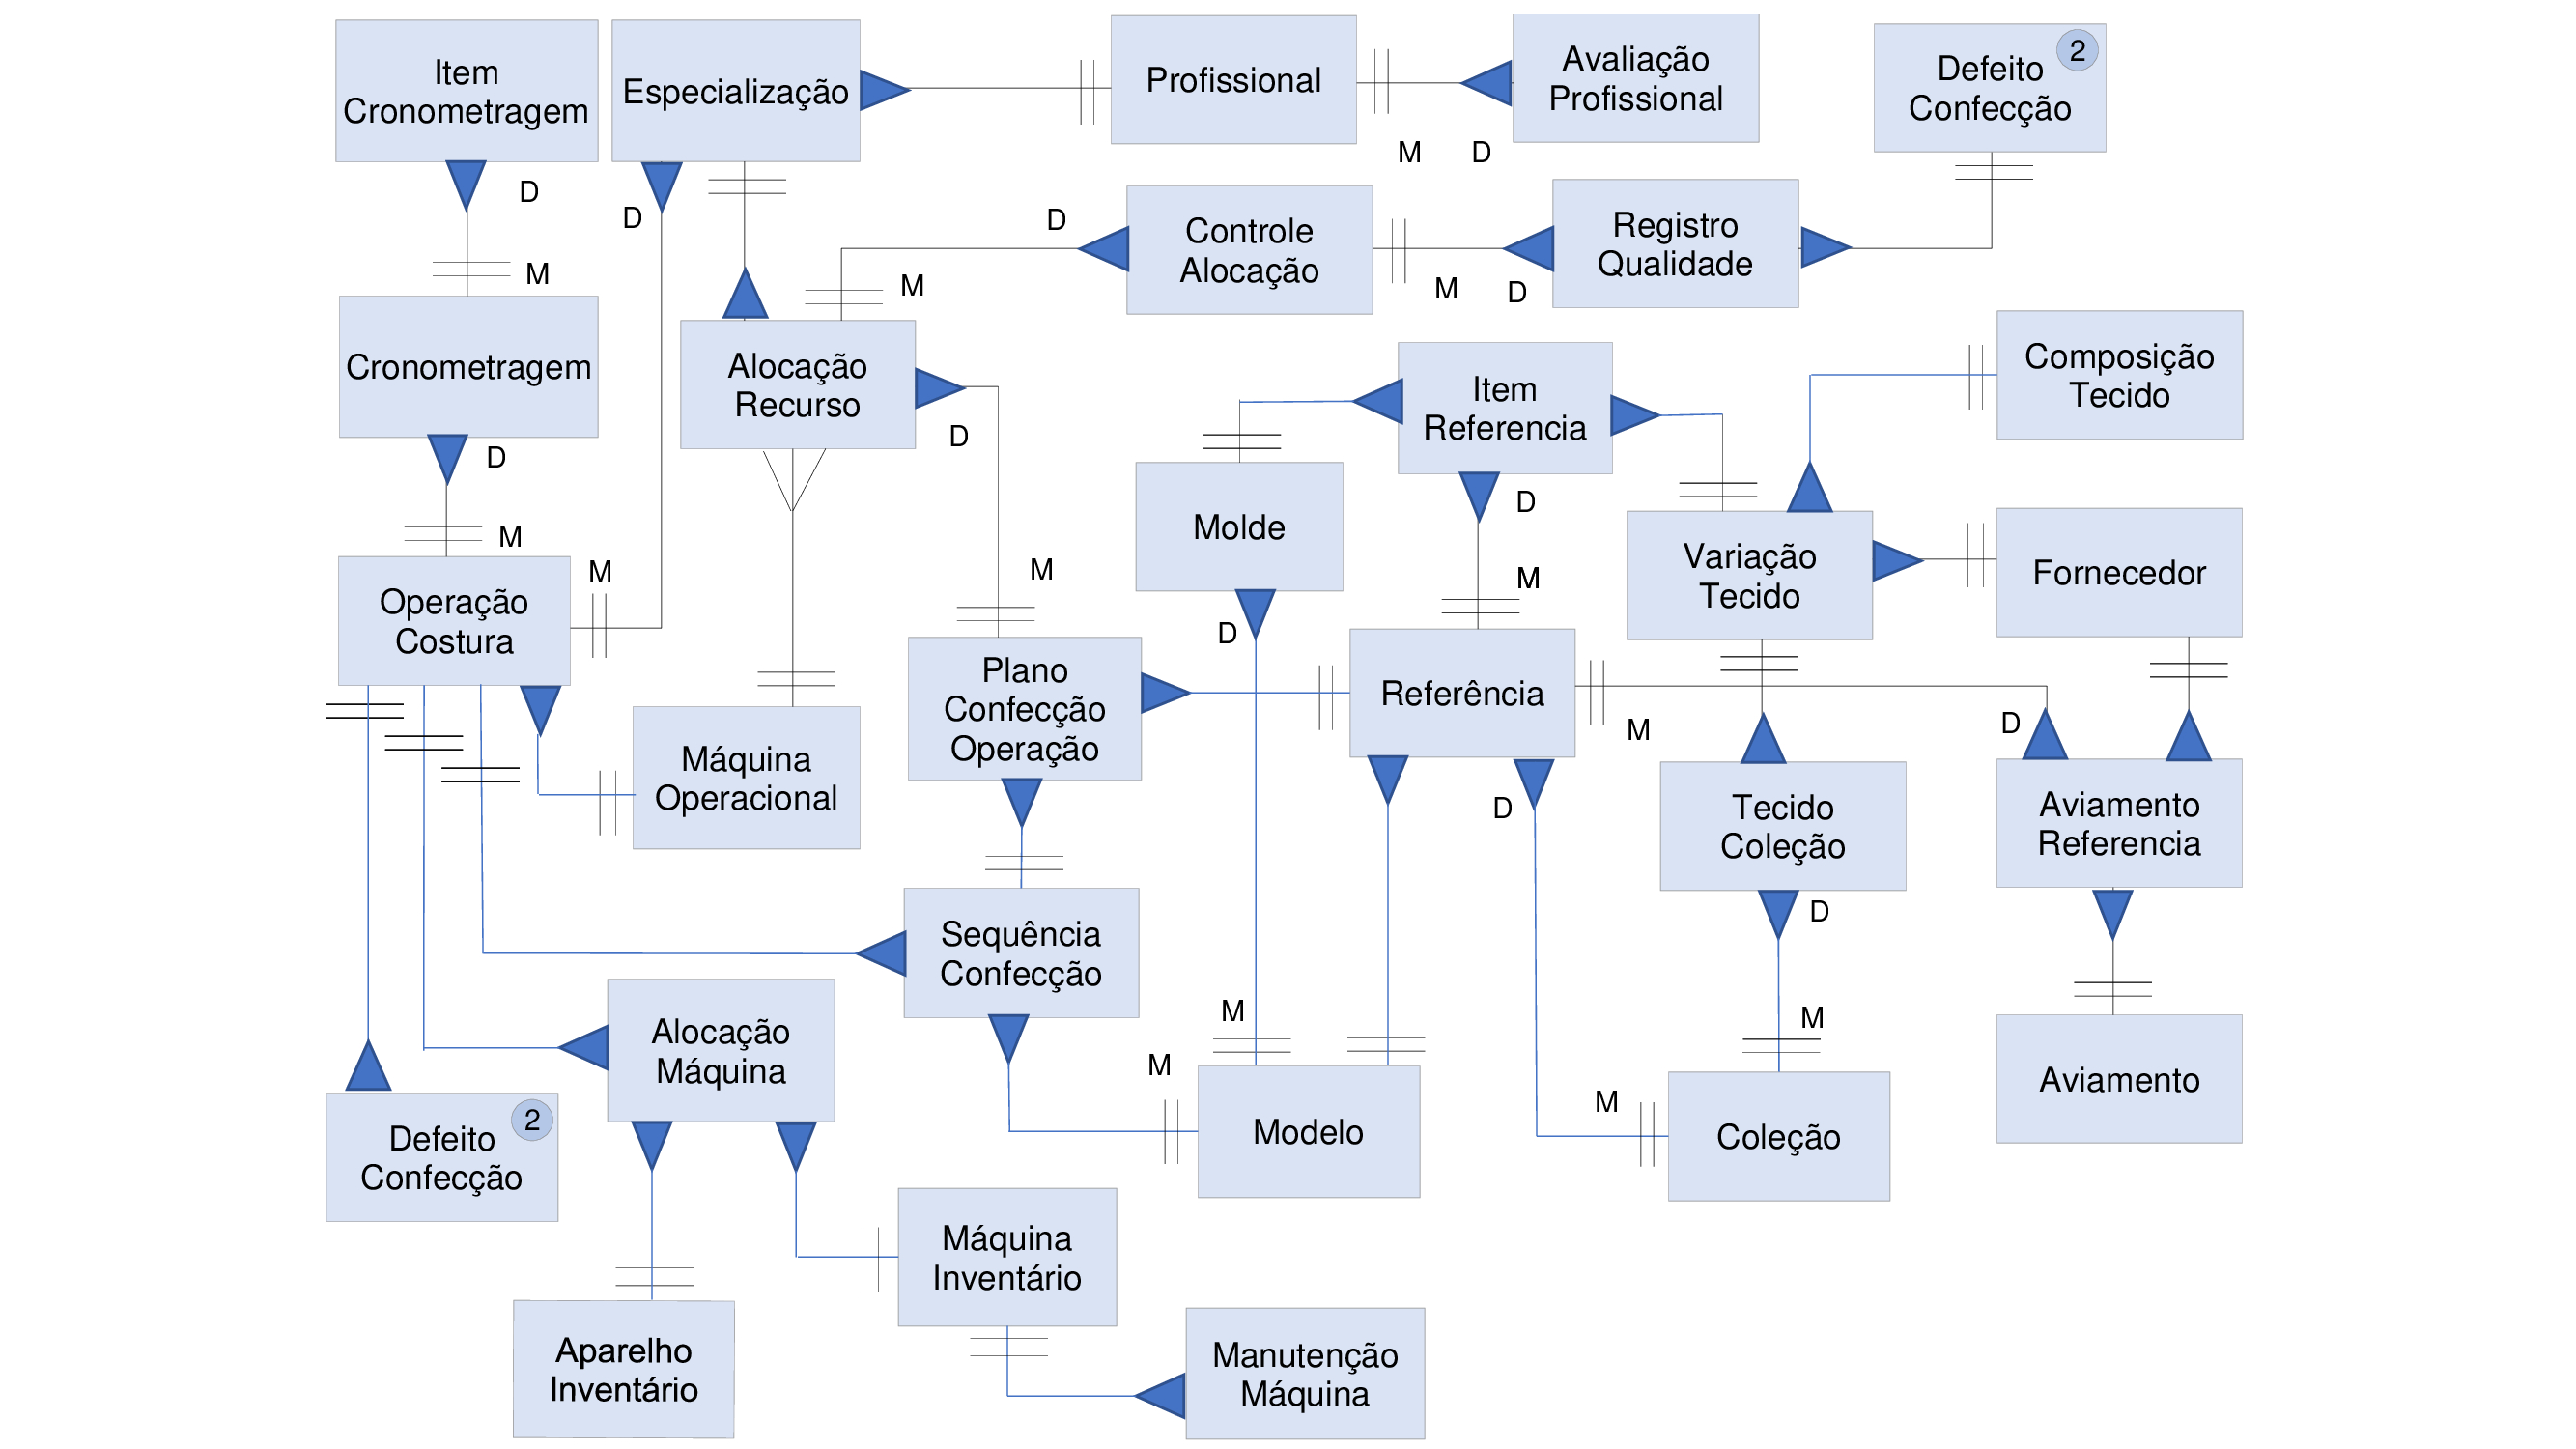 Item
Cronometragem
Especialização
Profissional
Avaliação
Profissional
Defeito
Confecção
2
M
D
D
D
D
M
Controle
Alocação
M
D
Registro
Qualidade
M
Cronometragem
Alocação
Recurso
D
Item
Referencia
Composição
Tecido
D
M
M
Operação
Costura
Molde
D
M
M
D
Variação
Tecido
Fornecedor
Plano
Confecção
Operação
Referência
M
D
Máquina
Operacional
D
Tecido
Coleção
D
Aviamento
Referencia
Sequência
Confecção
M
M
M
M
Alocação
Máquina
Modelo
Coleção
Aviamento
Defeito
Confecção
2
Máquina
Inventário
Aparelho
Inventário
Manutenção
Máquina